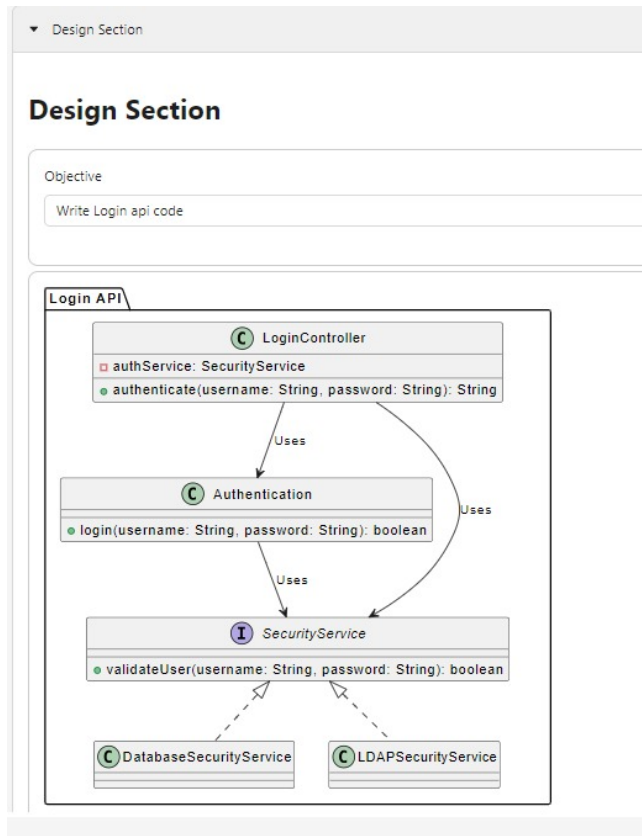 Design Section
Design Section
Objective
Write Login api code
Login API
C LoginController
authService: SecurityService
authenticate(username: String, password: String): String
Uses
C Authentication
Uses
login(username: String, password: String): boolean
Uses
I SecurityService
validateUser(username: String, password: String): boolean
C DatabaseSecurityService
C LDAPSecurityService